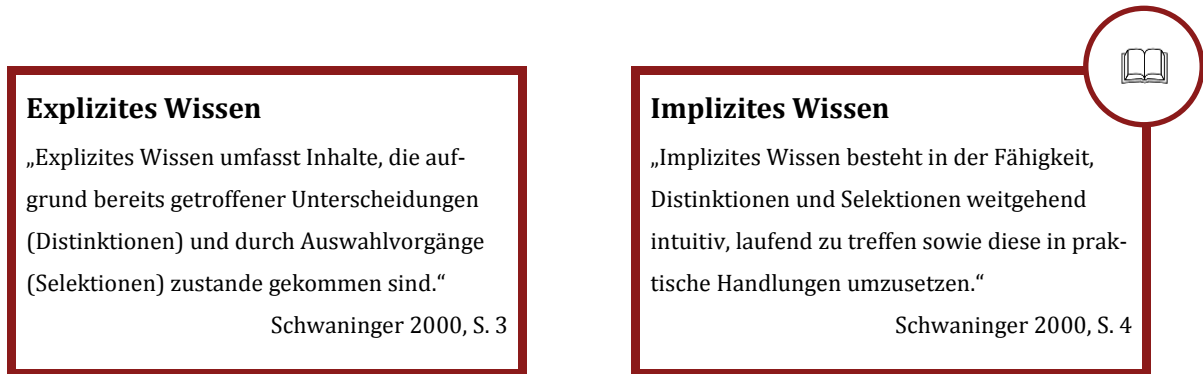 Explizites Wissen
„Explizites Wissen umfasst Inhalte, die auf-
grund bereits getroffener Unterscheidungen
(Distinktionen) und durch Auswahlvorgänge
(Selektionen) zustande gekommen sind.“
Schwaninger 2000, S. 3
Implizites Wissen
„Implizites Wissen besteht in der Fähigkeit,
Distinktionen und Selektionen weitgehend
intuitiv, laufend zu treffen sowie diese in prak-
tische Handlungen umzusetzen.“
Schwaninger 2000, S. 4